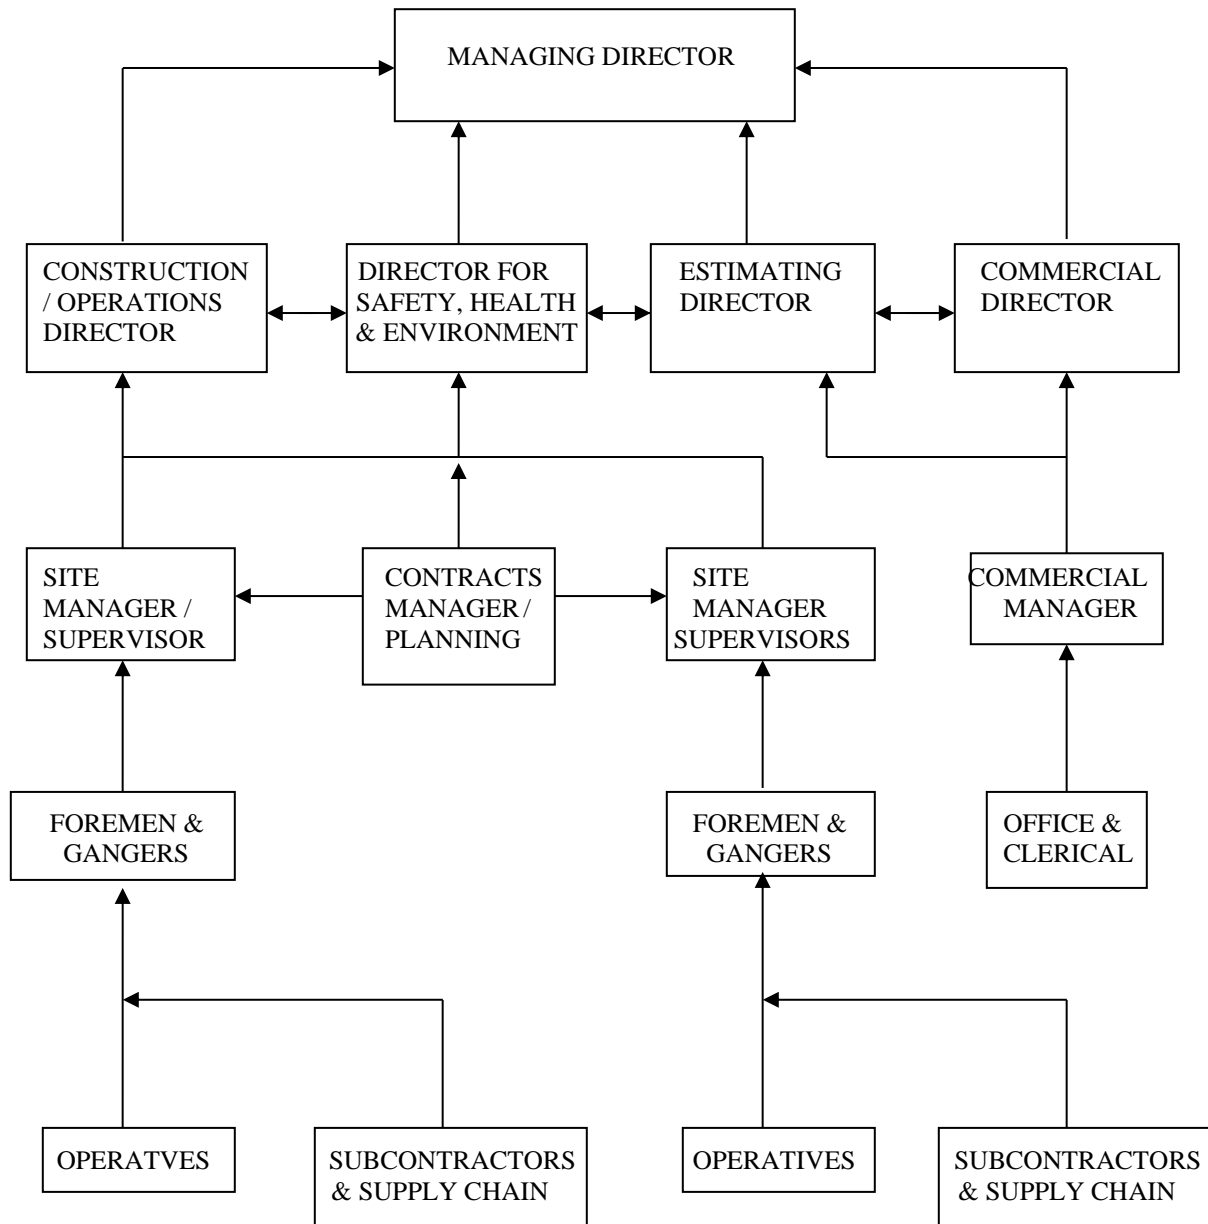 MANAGING DIRECTOR
CONSTRUCTION
/ OPERATIONS
DIRECTOR
DIRECTOR FOR
SAFETY, HEALTH
& ENVIRONMENT
ESTIMATING
DIRECTOR
COMMERCIAL
DIRECTOR
SITE
MANAGER /
SUPERVISOR
CONTRACTS
MANAGER /
PLANNING
SITE
MANAGER
SUPERVISORS
COMMERCIAL
MANAGER
FOREMEN &
GANGERS
FOREMEN &
GANGERS
OFFICE &
CLERICAL
OPERATVES
SUBCONTRACTORS
& SUPPLY CHAIN
OPERATIVES
SUBCONTRACTORS
& SUPPLY CHAIN